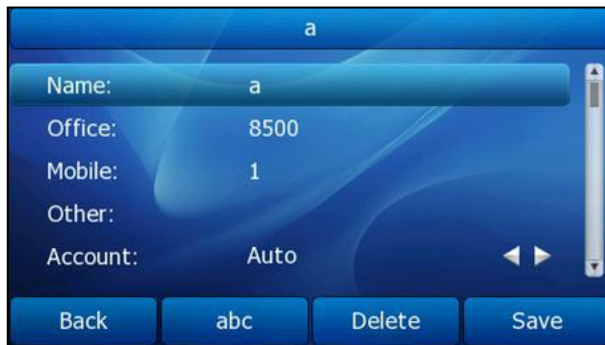 a
Name: a
Office: 8500
Mobile: 1
Other:
Account: Auto
Back abc Delete Save